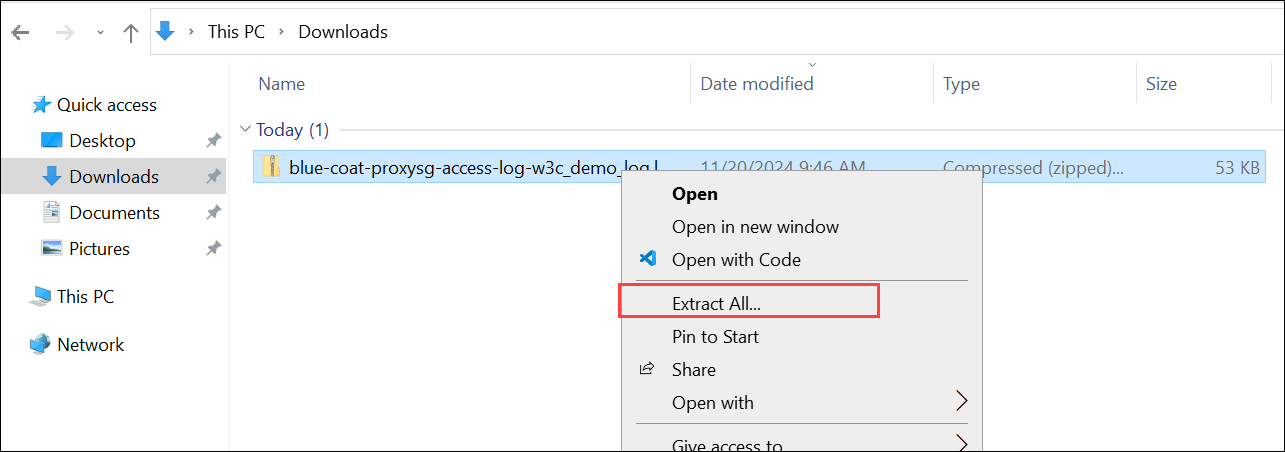 This PC > Downloads
Name Date modified Type Size
Quick access
Today (1)
Desktop
blue-coat-proxysg-access-log-w3c_demo_log.l 11/20/2024 9:46 AM Compressed (zipped)... 53 KB
Downloads
Open
Documents
Open in new window
Pictures
Open with Code
This PC
Extract All...
Pin to Start
Network
Share
Open with
Give access to